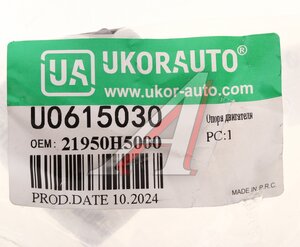 UA UKORAUTO®
www.ukor-auto.com
U0615030
OEM: 21950H5000
Опора двигателя
PC:1
MADE IN P.R.C.
PROD.DATE 10.2024